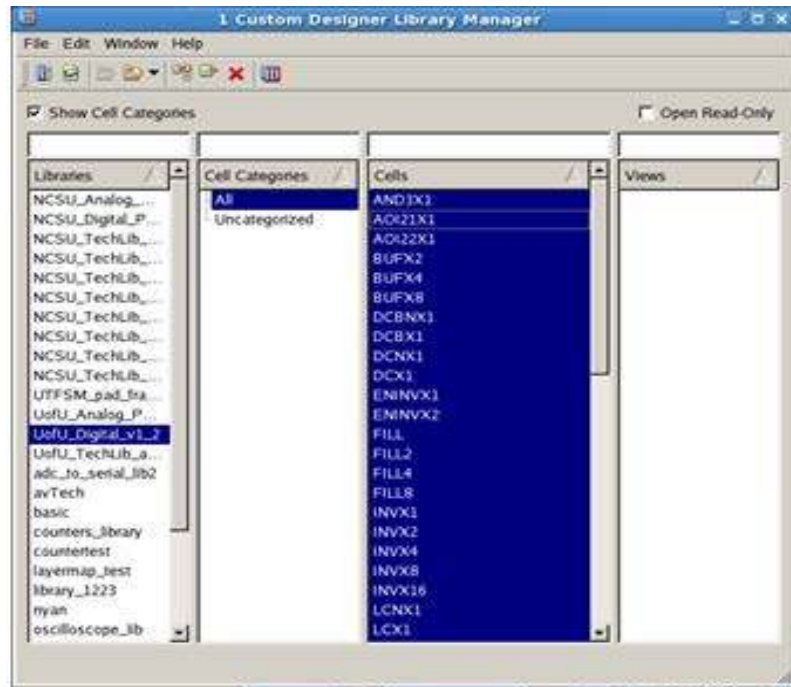 1 Custom Designer Library Manager
File Edit Window Help
Show Cell Categories
Open Read-Only
Libraries
NCSU_Analog_...
NCSU_Digital_P...
NCSU_TechLib_...
NCSU_TechLib_...
NCSU_TechLib_...
NCSU_TechLib_...
NCSU_TechLib_...
NCSU_TechLib_...
NCSU_TechLib_...
NCSU_TechLib_...
UTFSM_pad_fra...
UofU_Analog_P...
UofU_Digital_v1_2
UofU_TechLib_a...
adc_to_serial_lib2
avTech
basic
counters_library
countertest
layermap_test
library_1223
nyan
oscilloscope_lib
Cell Categories
All
Uncategorized
Cells
AND3X1
AOI21X1
AOI22X1
BUFX2
BUFX4
BUFX8
DCBNX1
DCBX1
DCNX1
DCX1
ENINVX1
ENINVX2
FILL
FILL2
FILL4
FILL8
INVX1
INVX2
INVX4
INVX8
INVX16
LCNX1
LCX1
Views